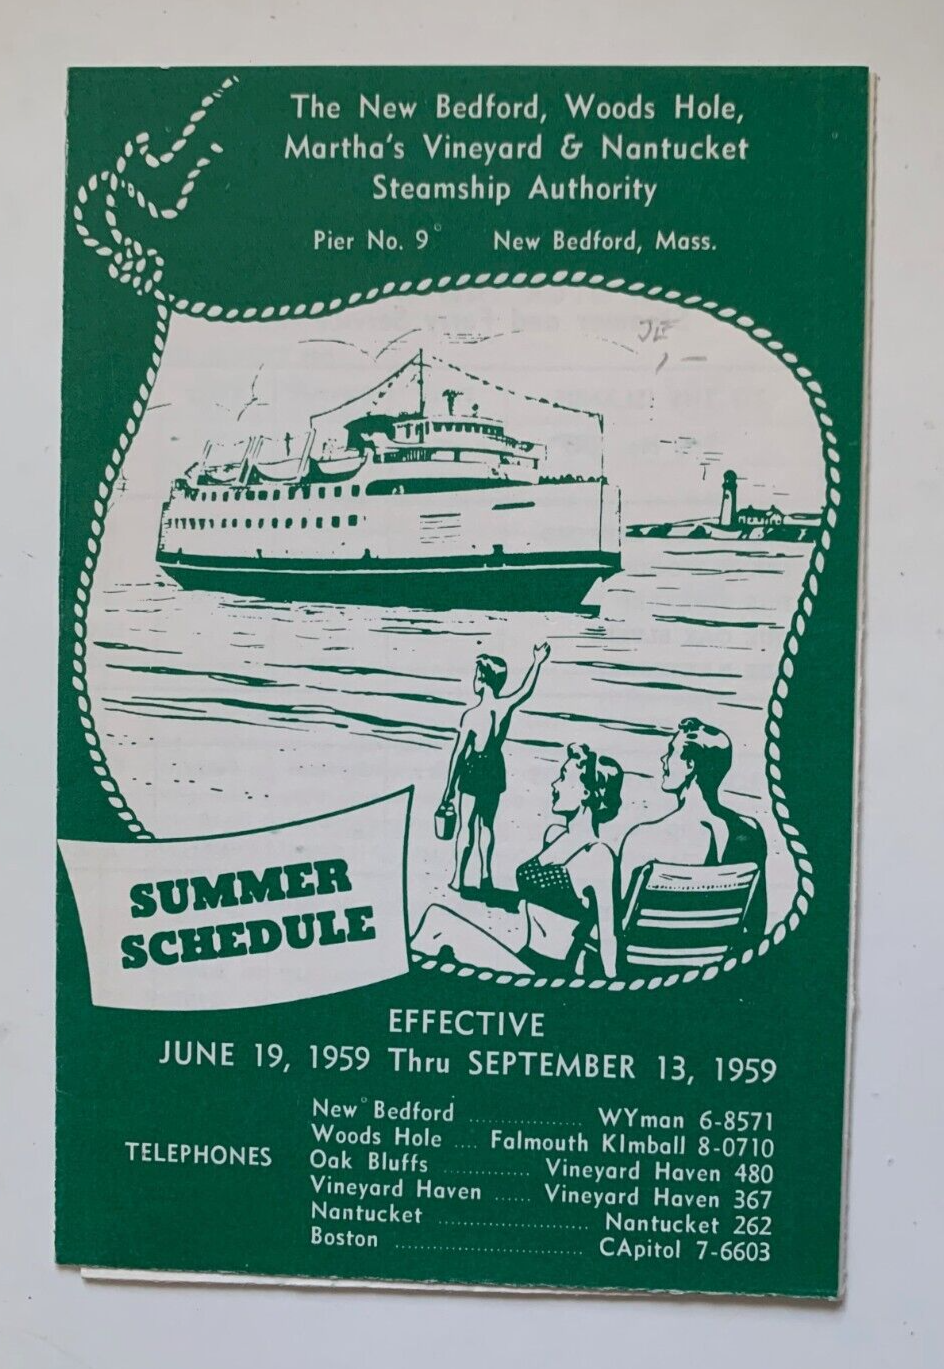 The New Bedford, Woods Hole,
Martha's Vineyard & Nantucket
Steamship Authority
Pier No. 9 New Bedford, Mass.
SUMMER
SCHEDULE
EFFECTIVE
JUNE 19, 1959 Thru SEPTEMBER 13, 1959
TELEPHONES
New Bedford .................... WYman 6-8571
Woods Hole .... Falmouth KImball 8-0710
Oak Bluffs ............. Vineyard Haven 480
Vineyard Haven ...... Vineyard Haven 367
Nantucket ........................ Nantucket 262
Boston .............................. CApitol 7-6603